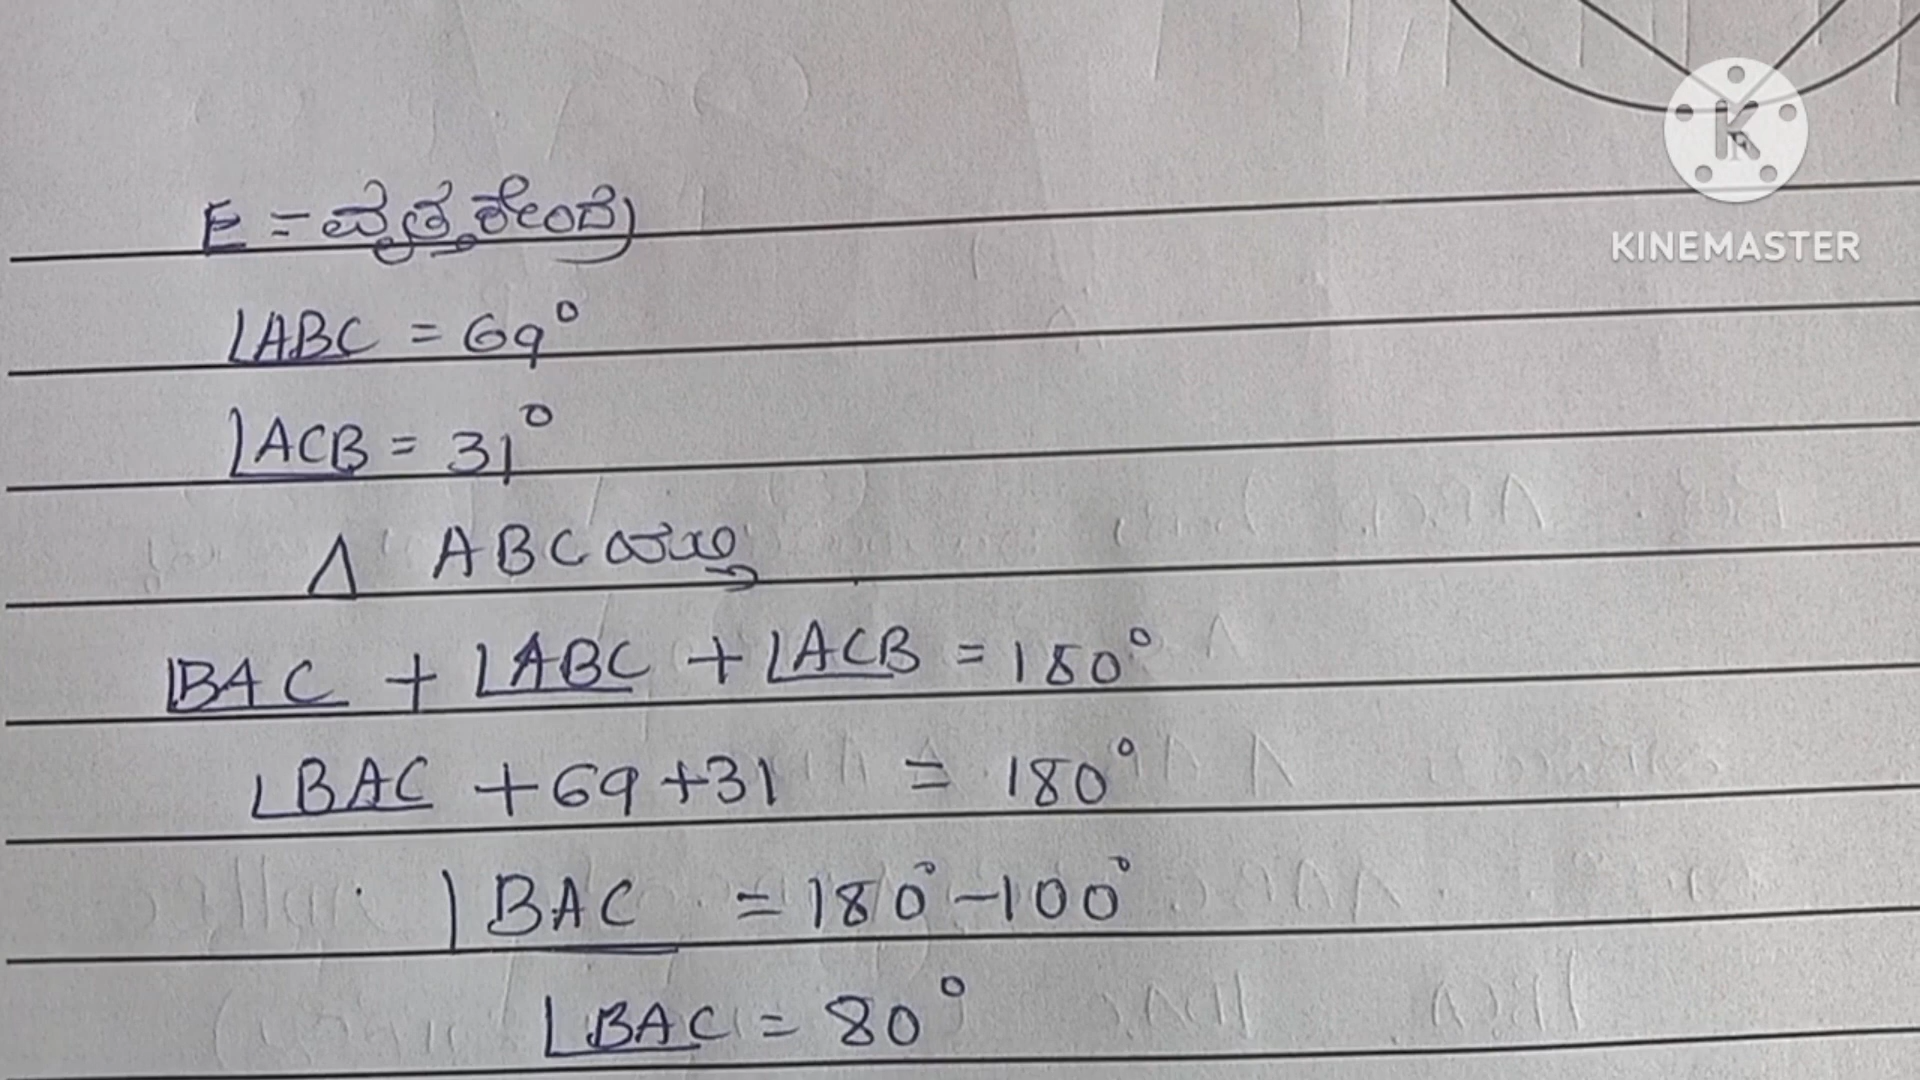 KINEMASTER
E = ವೃತ್ತಕೇಂದ್ರ
∠ABC = 69°
∠ACB = 31°
Δ ABC ಯಲ್ಲಿ
∠BAC + ∠ABC + ∠ACB = 180°
∠BAC + 69 + 31 = 180°
∠BAC = 180° - 100°
∠BAC = 80°